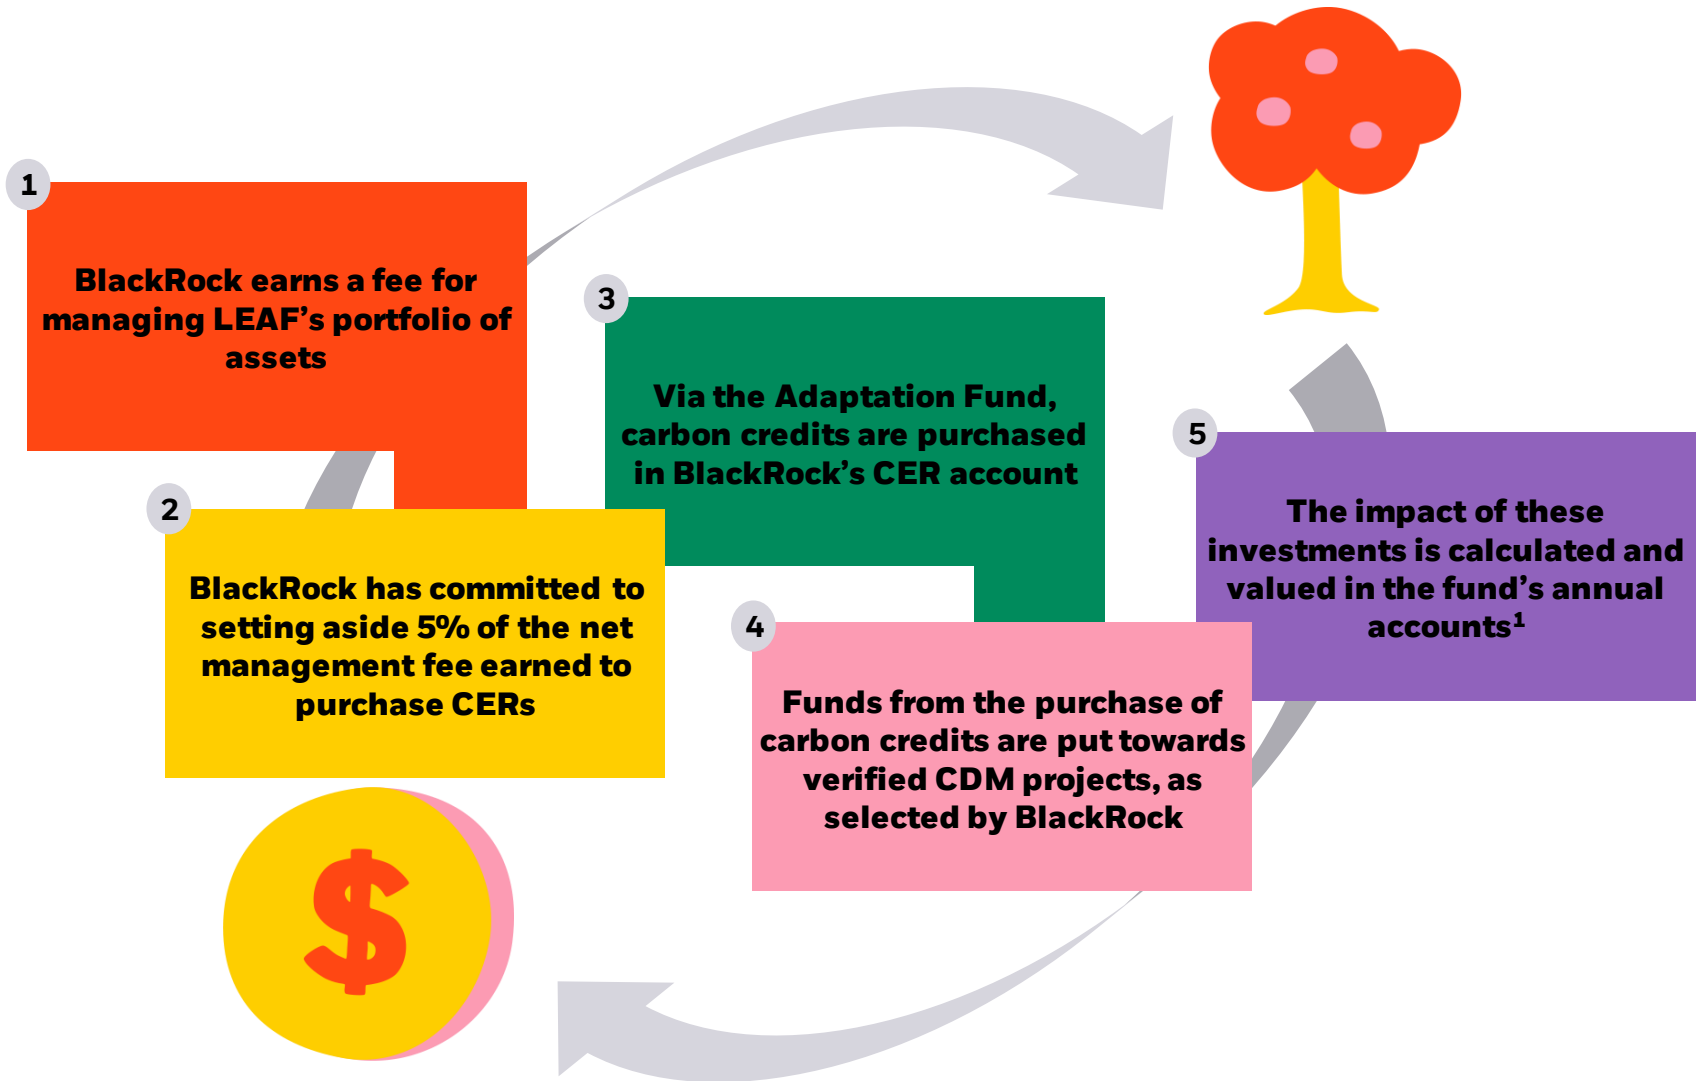 1
BlackRock earns a fee for
managing LEAF’s portfolio of
assets
2
BlackRock has committed to
setting aside 5% of the net
management fee earned to
purchase CERs
3
Via the Adaptation Fund,
carbon credits are purchased
in BlackRock’s CER account
4
Funds from the purchase of
carbon credits are put towards
verified CDM projects, as
selected by BlackRock
5
The impact of these
investments is calculated and
valued in the fund’s annual
accounts¹
$